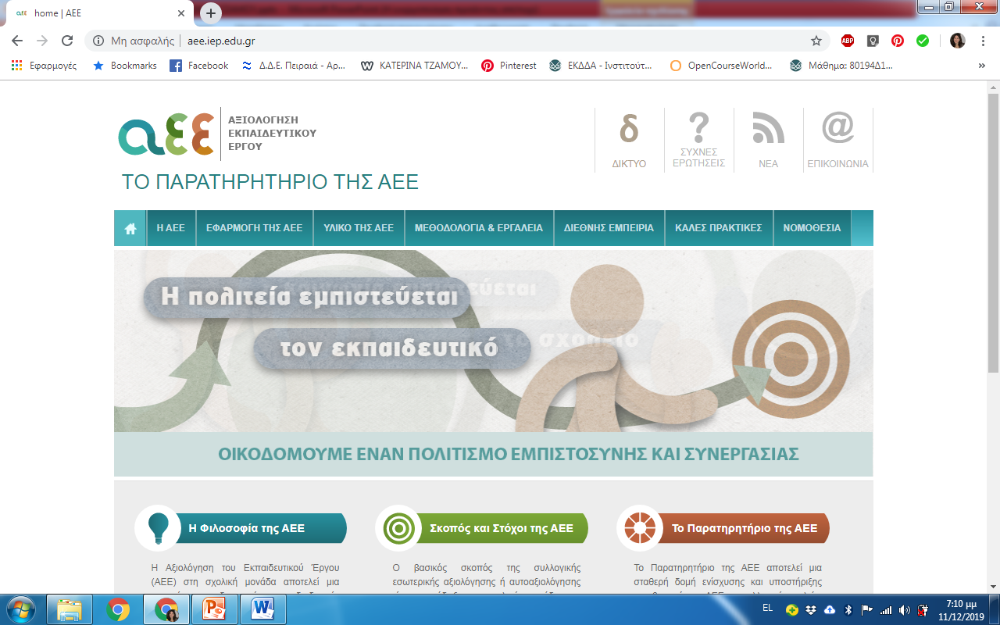 home | AEE
Μη ασφαλής | aee.iep.edu.gr
ABP
Εφαρμογές Bookmarks Facebook Δ.Δ.Ε. Πειραιά - Αρ... ΚΑΤΕΡΙΝΑ ΤΖΑΜΟΥ... Pinterest ΕΚΔΔΑ - Ινστιτούτ... OpenCourseWorld... Μάθημα: 80194Δ1... »
αεε
ΑΞΙΟΛΟΓΗΣΗ
ΕΚΠΑΙΔΕΥΤΙΚΟΥ
ΕΡΓΟΥ
ΤΟ ΠΑΡΑΤΗΡΗΤΗΡΙΟ ΤΗΣ ΑΕΕ
δ ? @
ΔΙΚΤΥΟ
ΣΥΧΝΕΣ
ΕΡΩΤΗΣΕΙΣ
ΝΕΑ
ΕΠΙΚΟΙΝΩΝΙΑ
Η ΑΕΕ ΕΦΑΡΜΟΓΗ ΤΗΣ ΑΕΕ ΥΛΙΚΟ ΤΗΣ ΑΕΕ ΜΕΘΟΔΟΛΟΓΙΑ & ΕΡΓΑΛΕΙΑ ΔΙΕΘΝΗΣ ΕΜΠΕΙΡΙΑ ΚΑΛΕΣ ΠΡΑΚΤΙΚΕΣ ΝΟΜΟΘΕΣΙΑ
Η πολιτεία εμπιστεύεται
τον εκπαιδευτικό
σχολείο
ΟΙΚΟΔΟΜΟΥΜΕ ΕΝΑΝ ΠΟΛΙΤΙΣΜΟ ΕΜΠΙΣΤΟΣΥΝΗΣ ΚΑΙ ΣΥΝΕΡΓΑΣΙΑΣ
Η Φιλοσοφία της ΑΕΕ
Η Αξιολόγηση του Εκπαιδευτικού Έργου
(ΑΕΕ) στη σχολική μονάδα αποτελεί μια
Σκοπός και Στόχοι της ΑΕΕ
Ο βασικός σκοπός της συλλογικής
εσωτερικής αξιολόγησης ή αυτοαξιολόγησης
Το Παρατηρητήριο της ΑΕΕ
Το Παρατηρητήριο της ΑΕΕ αποτελεί μια
σταθερή δομή ενίσχυσης και υποστήριξης
EL
7:10 μμ
11/12/2019